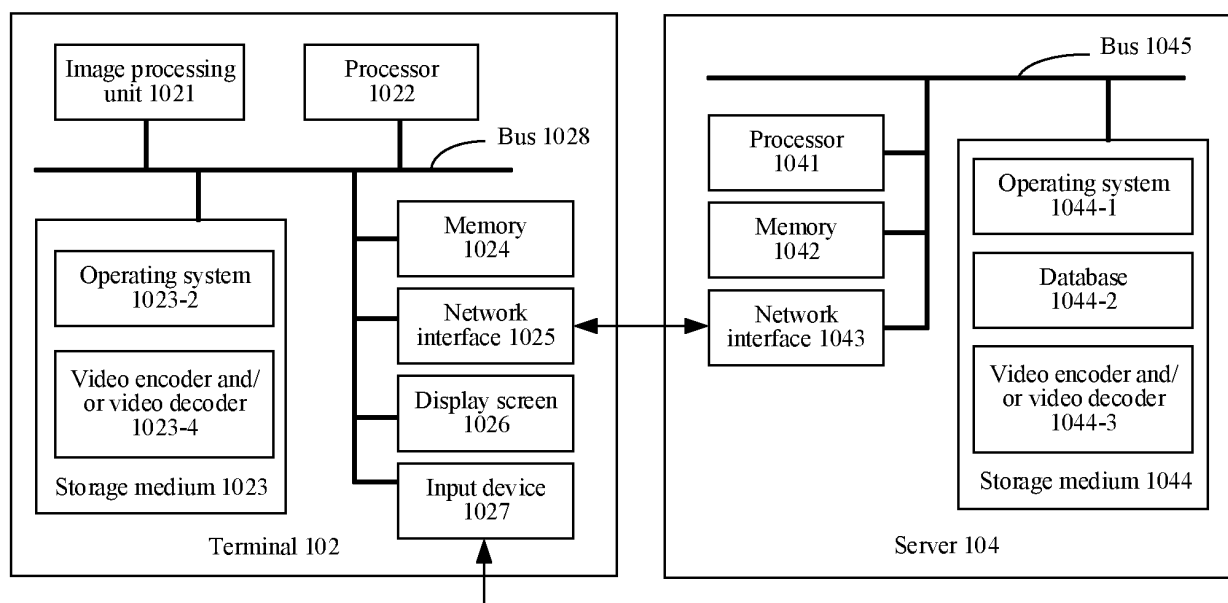 Image processing
unit 1021
Processor
1022
Bus 1028
Operating system
1023-2
Video encoder and/
or video decoder
1023-4
Storage medium 1023
Memory
1024
Network
interface 1025
Display screen
1026
Input device
1027
Terminal 102
Bus 1045
Processor
1041
Memory
1042
Network
interface 1043
Operating system
1044-1
Database
1044-2
Video encoder and/
or video decoder
1044-3
Storage medium 1044
Server 104